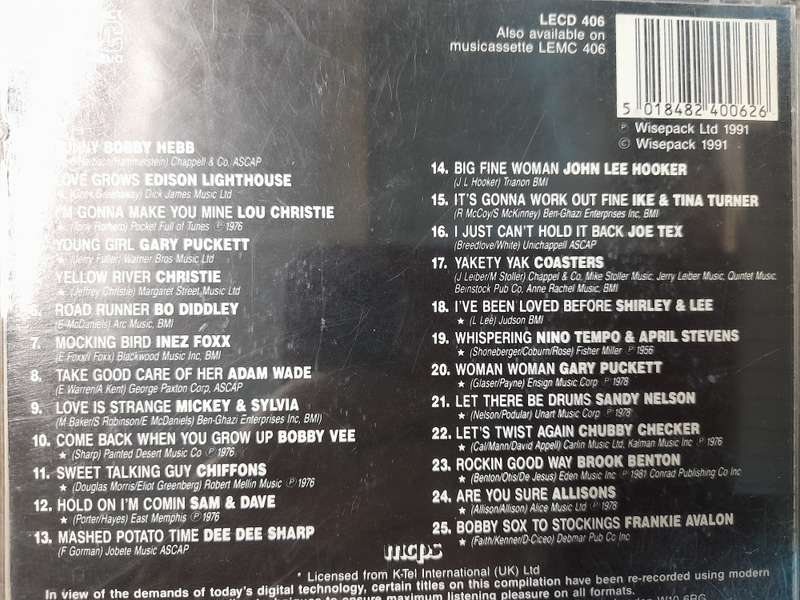 LECD 406
Also available on
musicassette LEMC 406
5 018482 400626
Ⓟ Wisepack Ltd 1991
© Wisepack 1991
BOBBY HEBB
Chappell & Co. ASCAP
LOVE GROWS EDISON LIGHTHOUSE
Dick James Music Ltd
I'M GONNA MAKE YOU MINE LOU CHRISTIE
(Tony Romero) Pocket Full of Tunes Ⓟ 1976
YOUNG GIRL GARY PUCKETT
★ (Jerry Fuller) Warner Bros Music Ltd
YELLOW RIVER CHRISTIE
★ (Jeffrey Christie) Margaret Street Music Ltd
6. ROAD RUNNER BO DIDDLEY
(E McDaniels) Arc Music, BMI
7. MOCKING BIRD INEZ FOXX
(E Foxx/I Foxx) Blackwood Music Inc, BMI
8. TAKE GOOD CARE OF HER ADAM WADE
(E Warren/A Kent) George Paxton Corp, ASCAP
9. LOVE IS STRANGE MICKEY & SYLVIA
(M Baker/S Robinson/E McDaniels) Ben-Ghazi Enterprises Inc, BMI)
10. COME BACK WHEN YOU GROW UP BOBBY VEE
★ (Sharp) Painted Desert Music Co Ⓟ 1976
11. SWEET TALKING GUY CHIFFONS
★ (Douglas Morris/Eliot Greenberg) Robert Mellin Music Ⓟ 1976
12. HOLD ON I'M COMIN SAM & DAVE
★ (Porter/Hayes) East Memphis Ⓟ 1976
13. MASHED POTATO TIME DEE DEE SHARP
(F Gorman) Jobete Music ASCAP
14. BIG FINE WOMAN JOHN LEE HOOKER
(J L Hooker) Trianon BMI
15. IT'S GONNA WORK OUT FINE IKE & TINA TURNER
(R McCoy/S McKinney) Ben-Ghazi Enterprises Inc, BMI
16. I JUST CAN'T HOLD IT BACK JOE TEX
(Breedlove/White) Unichappell ASCAP
17. YAKETY YAK COASTERS
(J Leiber/M Stoller) Chappel & Co, Mike Stoller Music, Jerry Leiber Music, Quintet Music,
Beinstock Pub Co, Anne Rachel Music, BMI
18. I'VE BEEN LOVED BEFORE SHIRLEY & LEE
★ (L Lee) Judson BMI
19. WHISPERING NINO TEMPO & APRIL STEVENS
★ (Shoneberger/Coburn/Rose) Fisher Miller Ⓟ 1956
20. WOMAN WOMAN GARY PUCKETT
★ (Glaser/Payne) Ensign Music Corp Ⓟ 1978
21. LET THERE BE DRUMS SANDY NELSON
★ (Nelson/Podular) Unart Music Corp Ⓟ 1978
22. LET'S TWIST AGAIN CHUBBY CHECKER
★ (Cal/Mann/David Appell) Carlin Music Ltd, Kalman Music Inc Ⓟ 1976
23. ROCKIN GOOD WAY BROOK BENTON
★ (Benton/Otis/De Jesus) Eden Music Inc Ⓟ 1981 Conrad Publishing Co Inc
24. ARE YOU SURE ALLISONS
★ (Allison/Allison) Alice Music Ltd Ⓟ 1978
25. BOBBY SOX TO STOCKINGS FRANKIE AVALON
★ (Faith/Kenner/D-Ciceo) Debmar Pub Co Inc
mcps
* Licensed from K-Tel International (UK) Ltd
In view of the demands of today's digital technology, certain titles on this compilation have been re-recorded using modern
to ensure maximum listening pleasure on all formats.